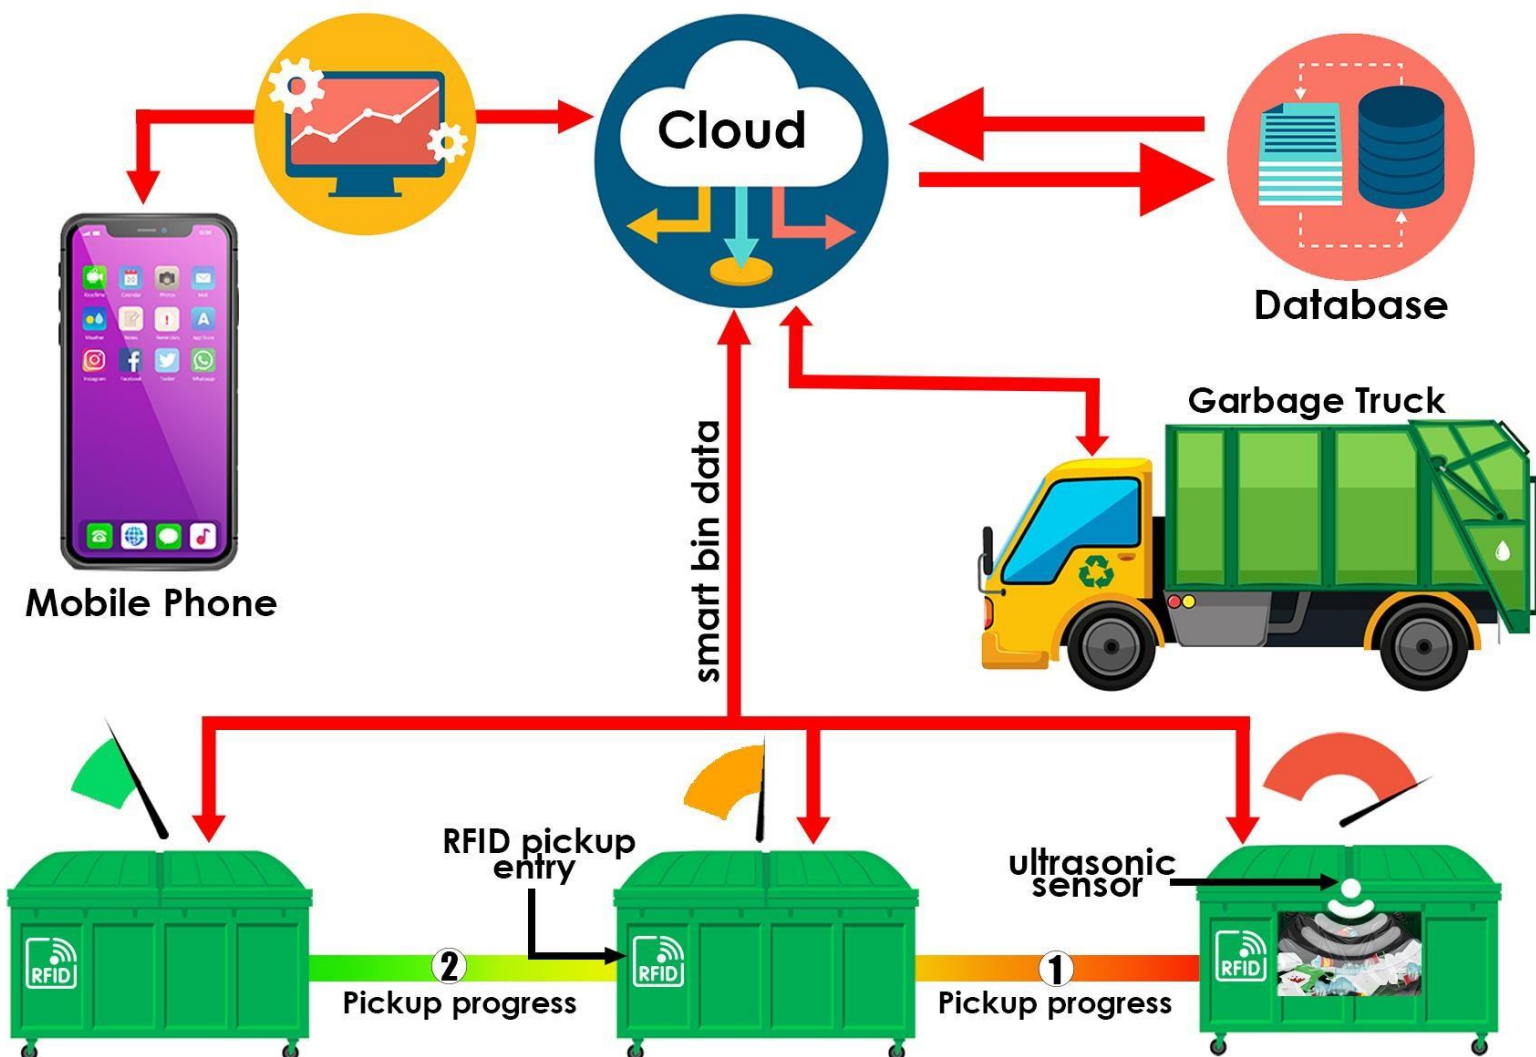 Cloud
Database
Garbage Truck
Mobile Phone
smart bin data
RFID pickup
entry
ultrasonic
sensor
RFID
RFID
RFID
2
Pickup progress
1
Pickup progress